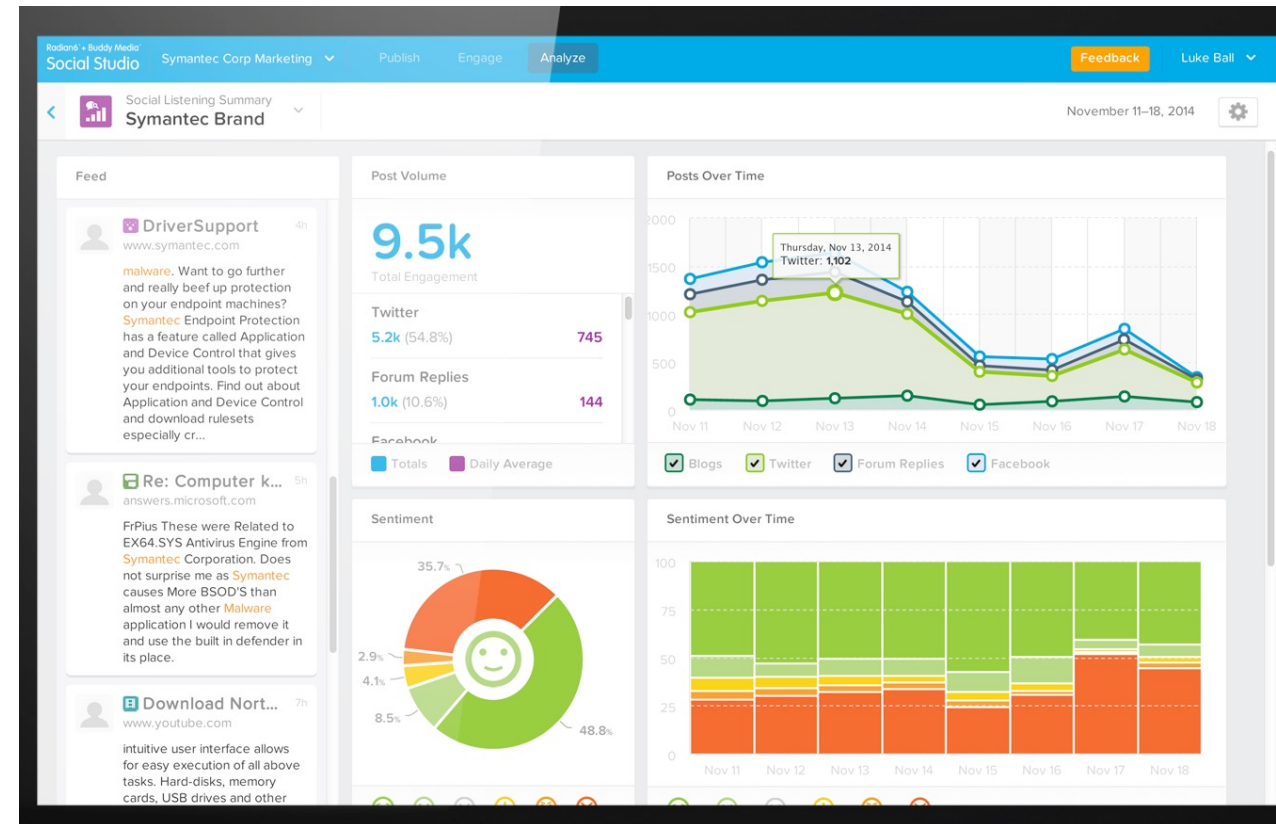 Radian6 + Buddy Media
Social Studio
Symantec Corp Marketing
Publish
Engage
Analyze
Feedback
Luke Ball
Social Listening Summary
Symantec Brand
November 11–18, 2014
Feed
DriverSupport
4h
www.symantec.com
malware. Want to go further
and really beef up protection
on your endpoint machines?
Symantec Endpoint Protection
has a feature called Application
and Device Control that gives
you additional tools to protect
your endpoints. Find out about
Application and Device Control
and download rulesets
especially cr...
Re: Computer k...
5h
answers.microsoft.com
FrPius These were Related to
EX64.SYS Antivirus Engine from
Symantec Corporation. Does
not surprise me as Symantec
causes More BSOD'S than
almost any other Malware
application I would remove it
and use the built in defender in
its place.
Download Nort...
7h
www.youtube.com
intuitive user interface allows
for easy execution of all above
tasks. Hard-disks, memory
cards, USB drives and other
Post Volume
9.5k
Total Engagement
Twitter
5.2k (54.8%)
745
Forum Replies
1.0k (10.6%)
144
Facebook
Totals
Daily Average
Posts Over Time
2000
1500
1000
500
0
Thursday, Nov 13, 2014
Twitter: 1,102
Nov 11
Nov 12
Nov 13
Nov 14
Nov 15
Nov 16
Nov 17
Nov 18
Blogs
Twitter
Forum Replies
Facebook
Sentiment
35.7%
2.9%
4.1%
8.5%
48.8%
Sentiment Over Time
100
75
50
25
0
Nov 11
Nov 12
Nov 13
Nov 14
Nov 15
Nov 16
Nov 17
Nov 18